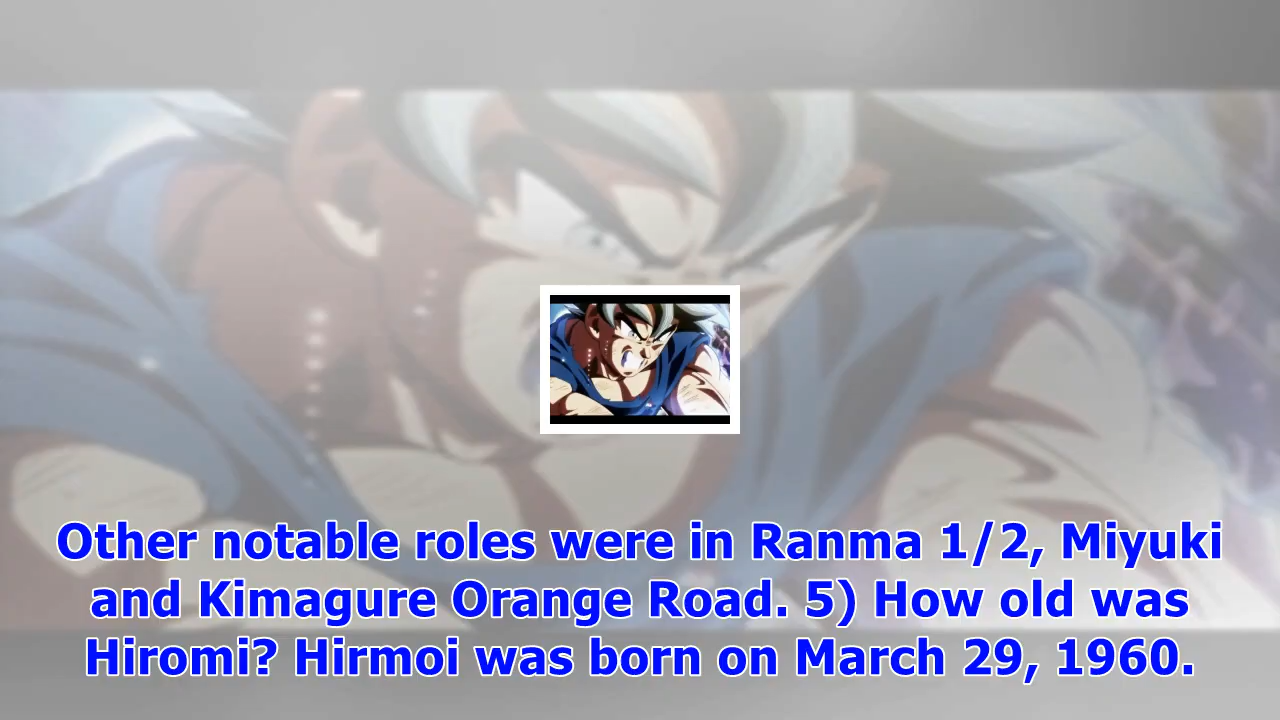 Other notable roles were in Ranma 1/2, Miyuki
and Kimagure Orange Road. 5) How old was
Hiromi? Hirmoi was born on March 29, 1960.